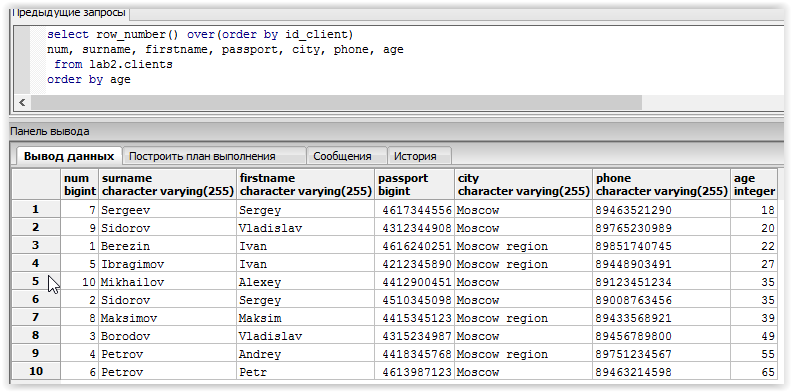 Предыдущие запросы
select row_number() over(order by id_client)
num, surname, firstname, passport, city, phone, age
from lab2.clients
order by age
Панель вывода
Вывод данных Построить план выполнения Сообщения История
num surname firstname passport city phone age
bigint character varying(255) character varying(255) bigint character varying(255) character varying(255) integer
1 7 Sergeev Sergey 4617344556 Moscow 89463521290 18
2 9 Sidorov Vladislav 4312344908 Moscow 89765230989 20
3 1 Berezin Ivan 4616240251 Moscow region 89851740745 22
4 5 Ibragimov Ivan 4212345890 Moscow region 89448903491 27
5 10 Mikhailov Alexey 4412900451 Moscow 89123451234 35
6 2 Sidorov Sergey 4510345098 Moscow 89008763456 35
7 8 Maksimov Maksim 4415345123 Moscow region 89433568921 39
8 3 Borodov Vladislav 4315234987 Moscow 89456789800 49
9 4 Petrov Andrey 4418345768 Moscow region 89751234567 55
10 6 Petrov Petr 4613987123 Moscow 89463214598 65